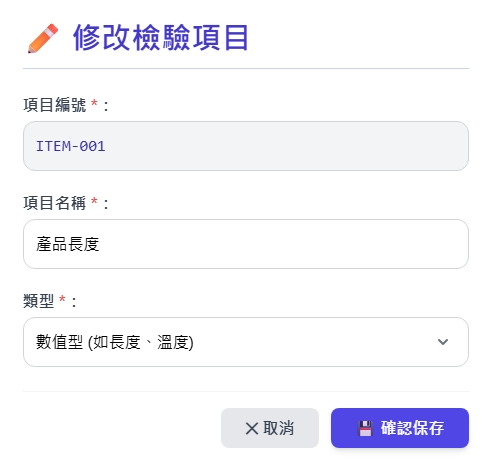 修改檢驗項目
項目編號 * :
ITEM-001
項目名稱 * :
產品長度
類型 * :
數值型 (如長度、溫度)
取消
確認保存